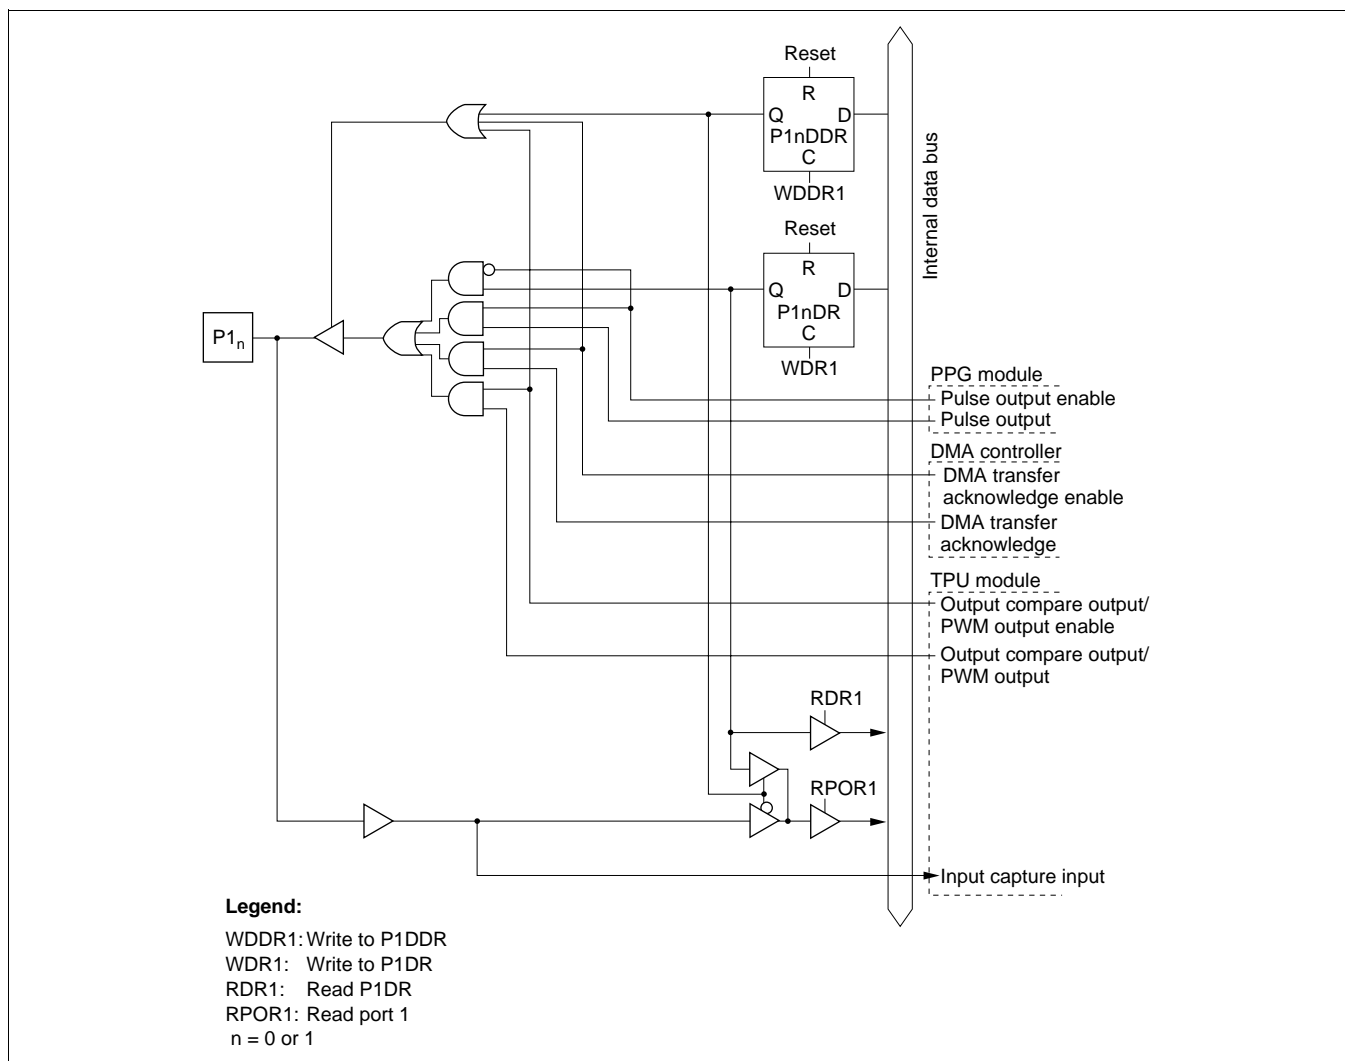 Reset
R
Q D
P1nDDR
C
WDDR1
Reset
R
Q D
P1nDR
C
WDR1
Internal data bus
P1n
PPG module
Pulse output enable
Pulse output
DMA controller
DMA transfer
acknowledge enable
DMA transfer
acknowledge
TPU module
Output compare output/
PWM output enable
Output compare output/
PWM output
RDR1
RPOR1
Input capture input
Legend:
WDDR1: Write to P1DDR
WDR1: Write to P1DR
RDR1: Read P1DR
RPOR1: Read port 1
n = 0 or 1